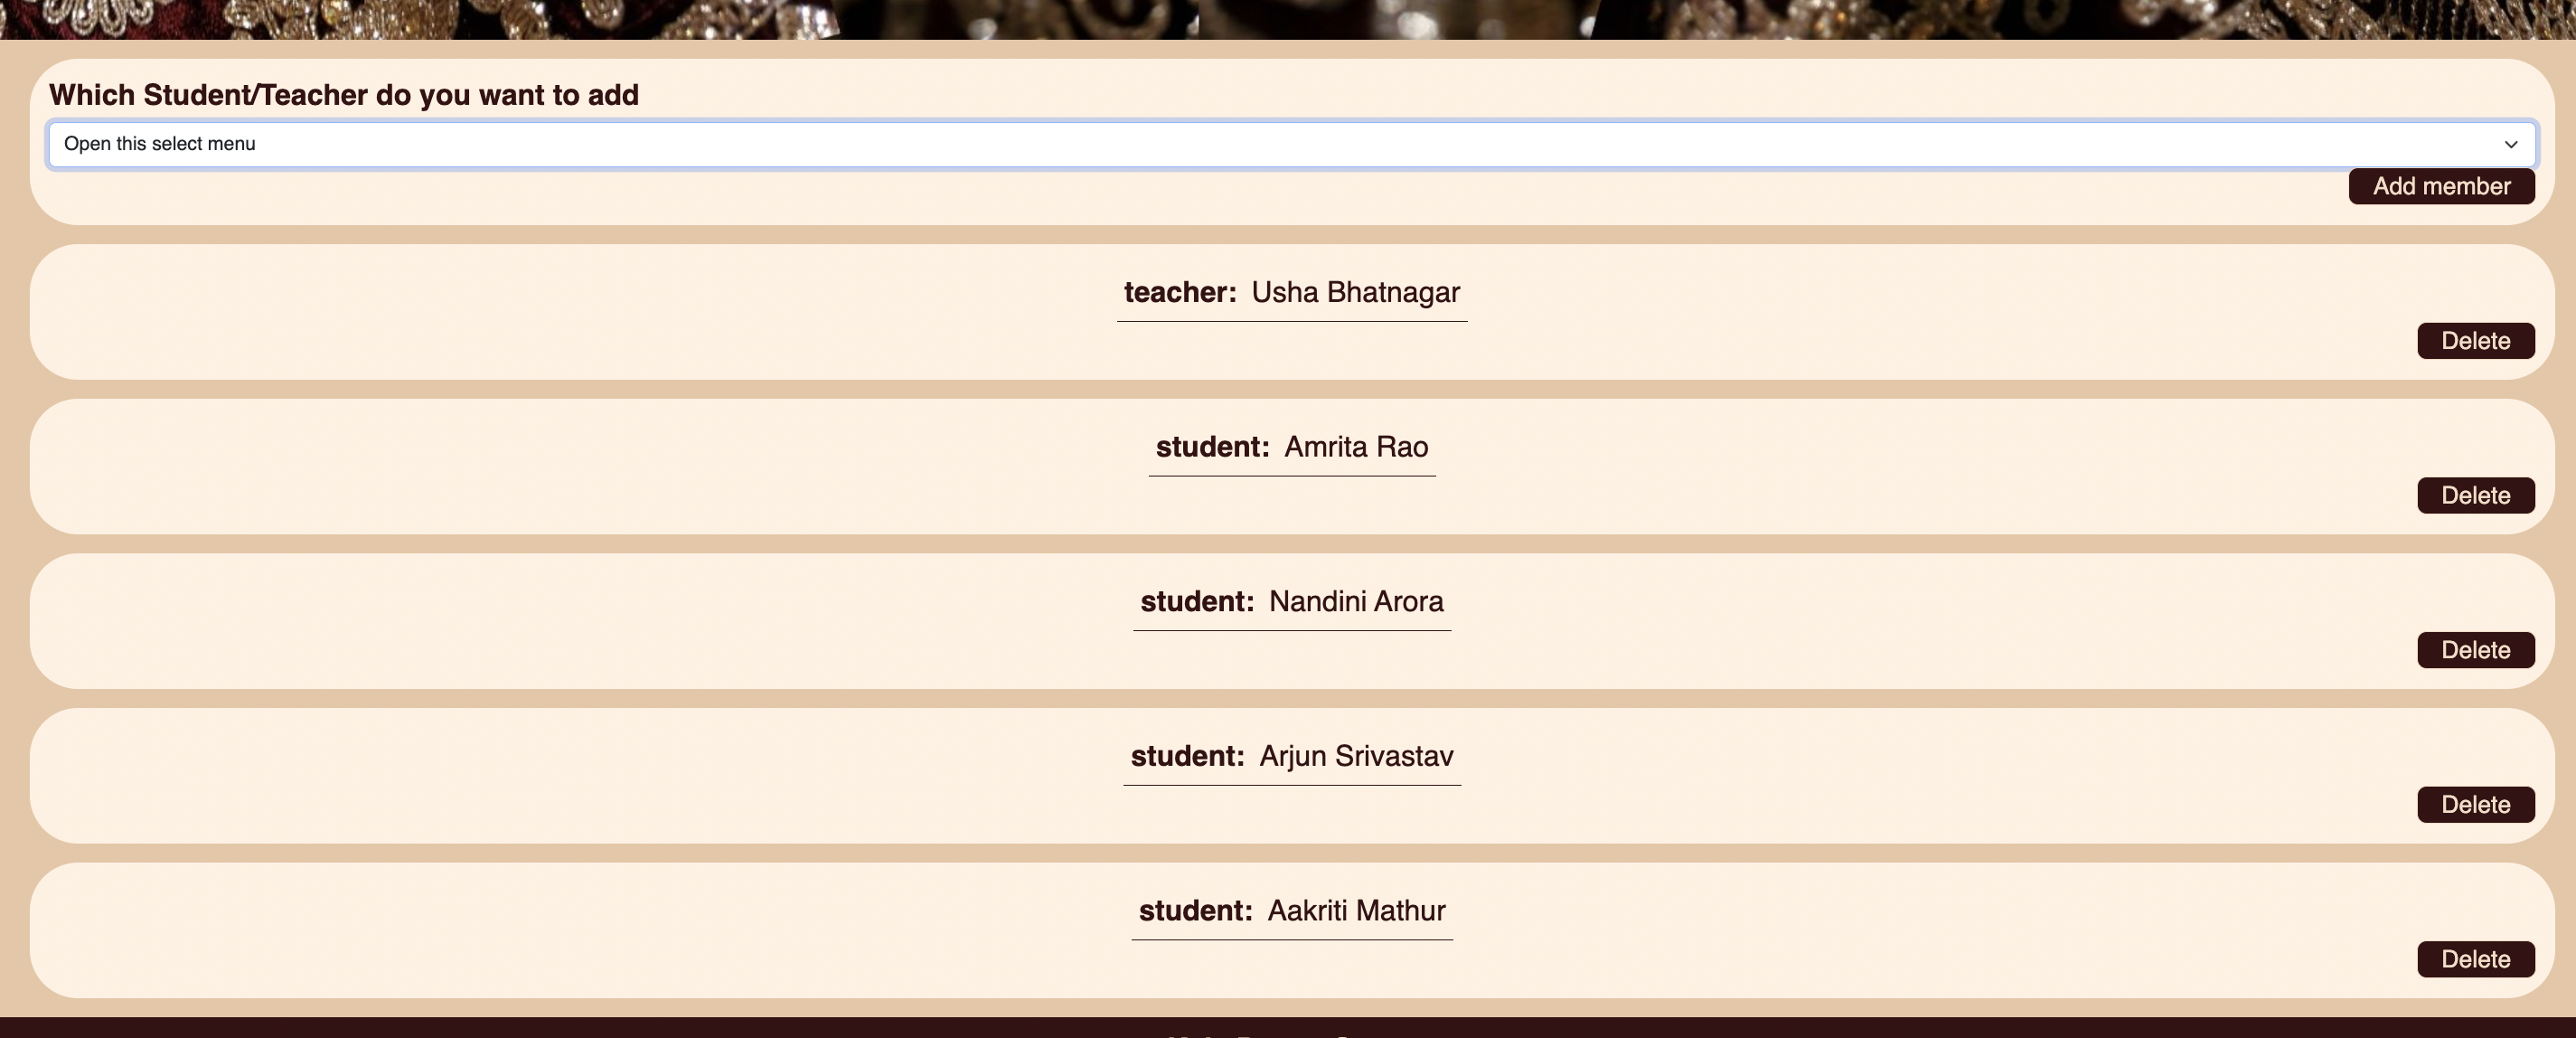 Which Student/Teacher do you want to add
Open this select menu
Add member
teacher: Usha Bhatnagar
Delete
student: Amrita Rao
Delete
student: Nandini Arora
Delete
student: Arjun Srivastav
Delete
student: Aakriti Mathur
Delete